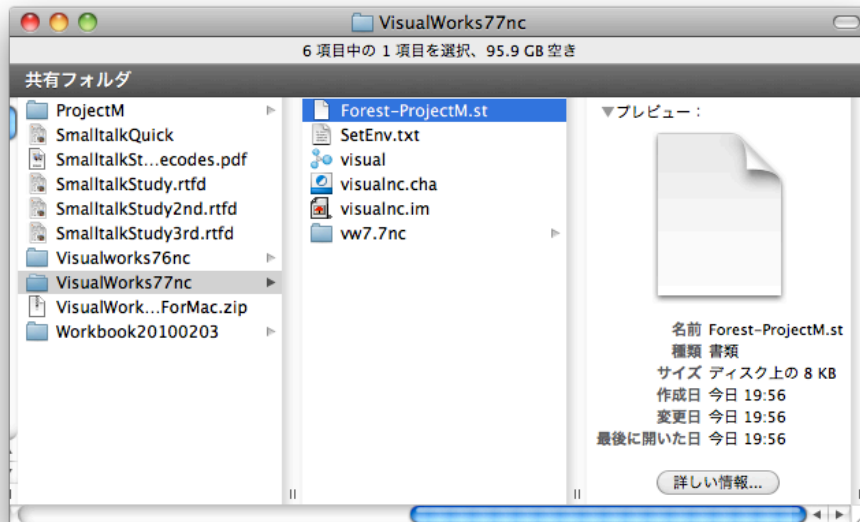 VisualWorks77nc
6 項目中の 1 項目を選択、95.9 GB 空き
共有フォルダ
ProjectM
SmalltalkQuick
SmalltalkSt...ecodes.pdf
SmalltalkStudy.rtfd
SmalltalkStudy2nd.rtfd
SmalltalkStudy3rd.rtfd
Visualworks76nc
VisualWorks77nc
VisualWork...ForMac.zip
Workbook20100203
Forest-ProjectM.st
SetEnv.txt
visual
visualnc.cha
visualnc.im
vw7.7nc
▼プレビュー：
名前 Forest-ProjectM.st
種類 書類
サイズ ディスク上の 8 KB
作成日 今日 19:56
変更日 今日 19:56
最後に開いた日 今日 19:56
詳しい情報...